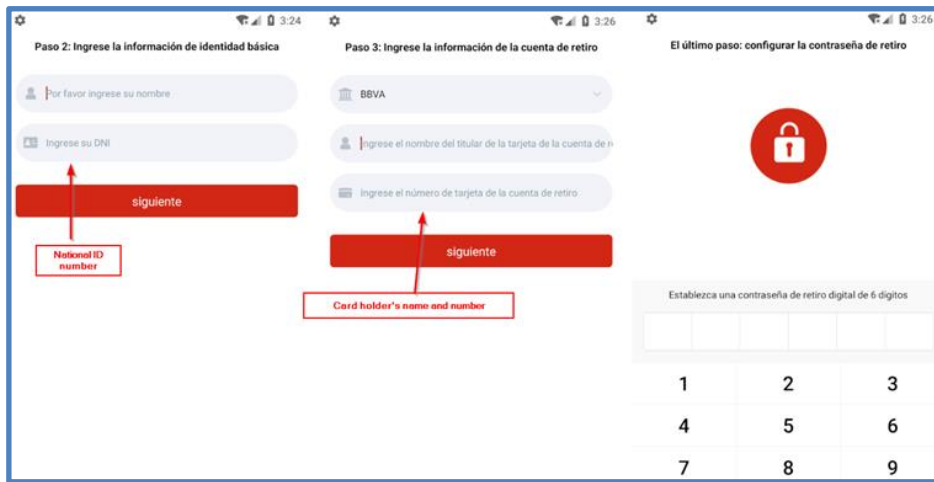 3:24
Paso 2: Ingrese la información de identidad básica
Por favor ingrese su nombre
Ingrese su DNI
siguiente
National ID
number
3:26
Paso 3: Ingrese la información de la cuenta de retiro
BBVA
Ingrese el nombre del titular de la tarjeta de la cuenta de re
Ingrese el número de tarjeta de la cuenta de retiro
siguiente
Card holder's name and number
3:26
El último paso: configurar la contraseña de retiro
Establezca una contraseña de retiro digital de 6 dígitos
1 2 3
4 5 6
7 8 9